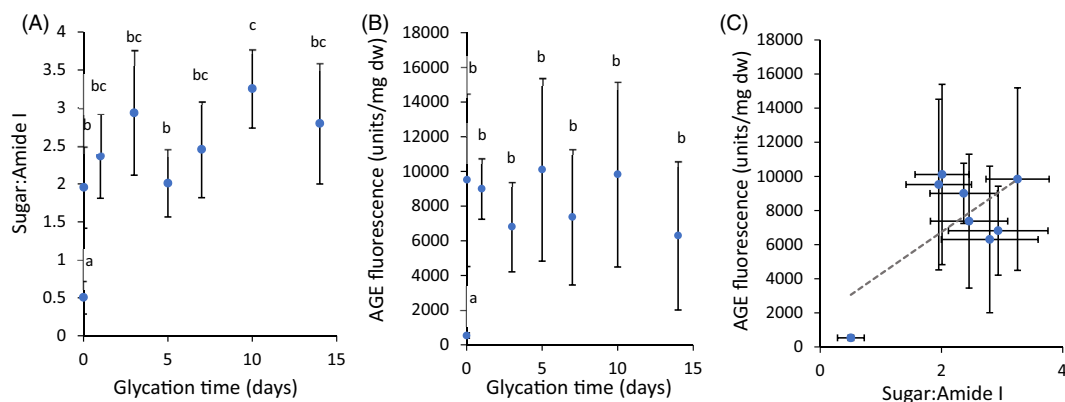 (A)
Sugar:Amide I
4
3.5
3
2.5
2
1.5
1
0.5
0
b
a
bc
bc
b
bc
c
bc
0
5
10
15
Glycation time (days)
(B)
AGE fluorescence (units/mg dw)
18000
16000
14000
12000
10000
8000
6000
4000
2000
0
b
a
b
b
b
b
b
b
0
5
10
15
Glycation time (days)
(C)
AGE fluorescence (units/mg dw)
18000
16000
14000
12000
10000
8000
6000
4000
2000
0
0
2
4
Sugar:Amide I